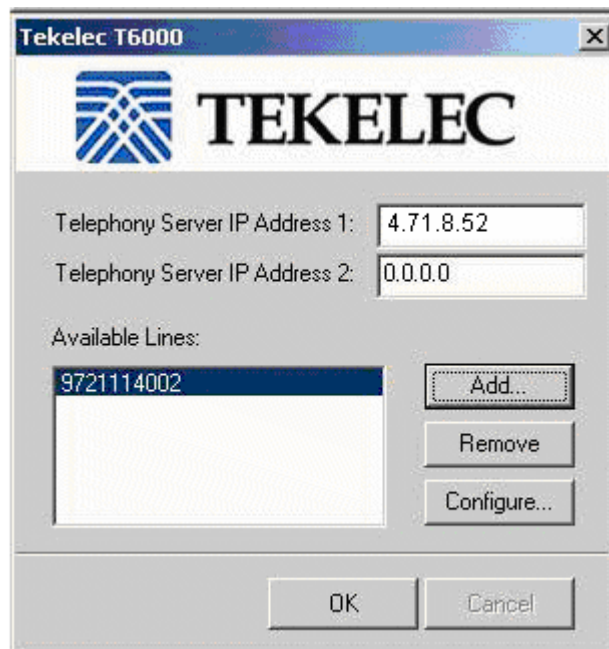 Tekelec T6000
TEKELEC
Telephony Server IP Address 1: 4.71.8.52
Telephony Server IP Address 2: 0.0.0.0
Available Lines:
9721114002
Add...
Remove
Configure...
OK Cancel